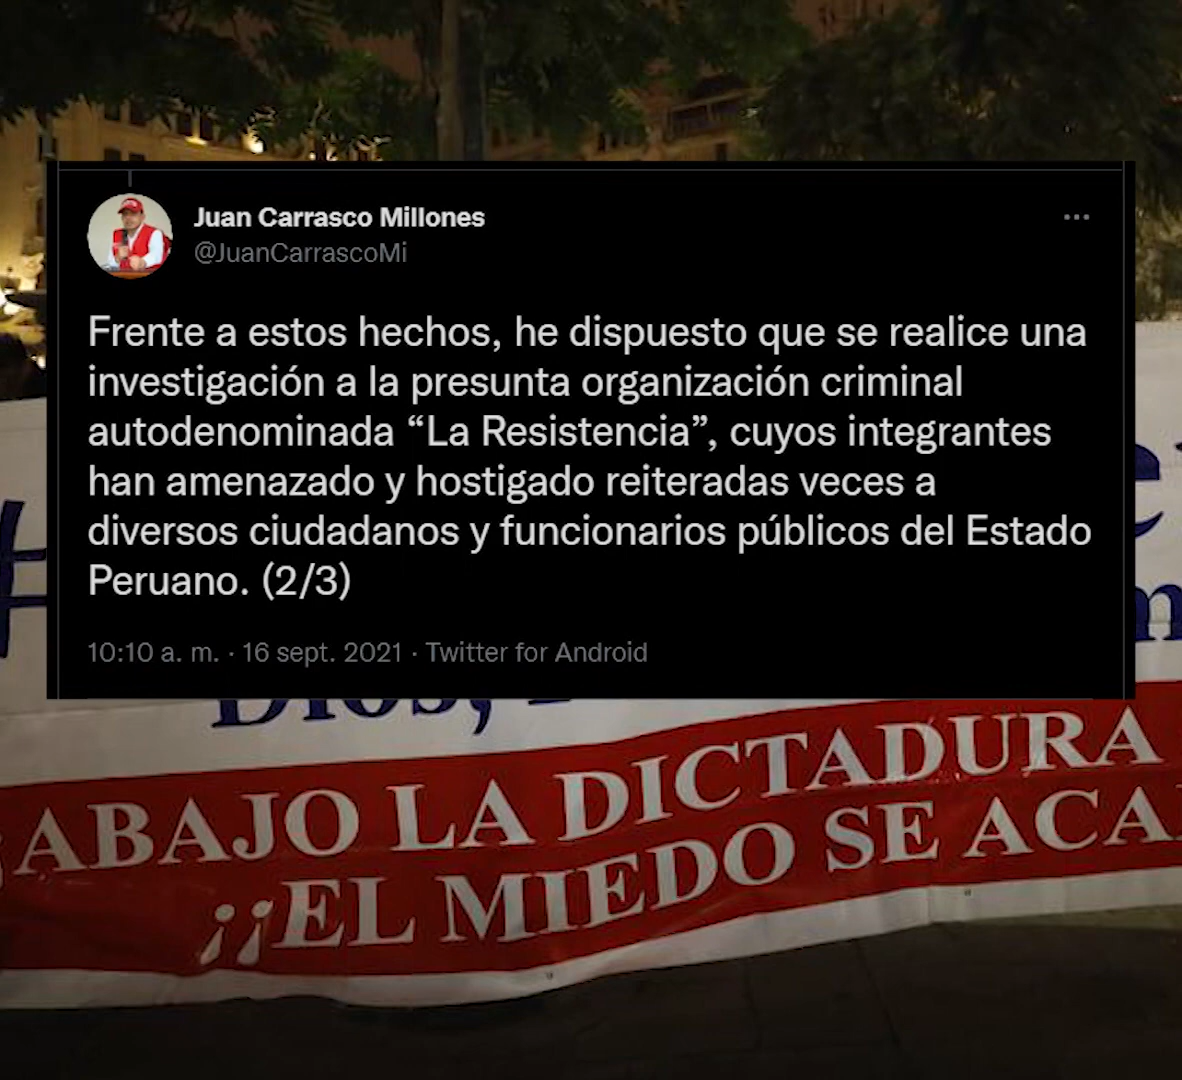 Juan Carrasco Millones
@JuanCarrascoMi
Frente a estos hechos, he dispuesto que se realice una
investigación a la presunta organización criminal
autodenominada “La Resistencia”, cuyos integrantes
han amenazado y hostigado reiteradas veces a
diversos ciudadanos y funcionarios públicos del Estado
Peruano. (2/3)
10:10 a. m. · 16 sept. 2021 · Twitter for Android
Dios,
¡ABAJO LA DICTADURA
¡¡EL MIEDO SE ACA